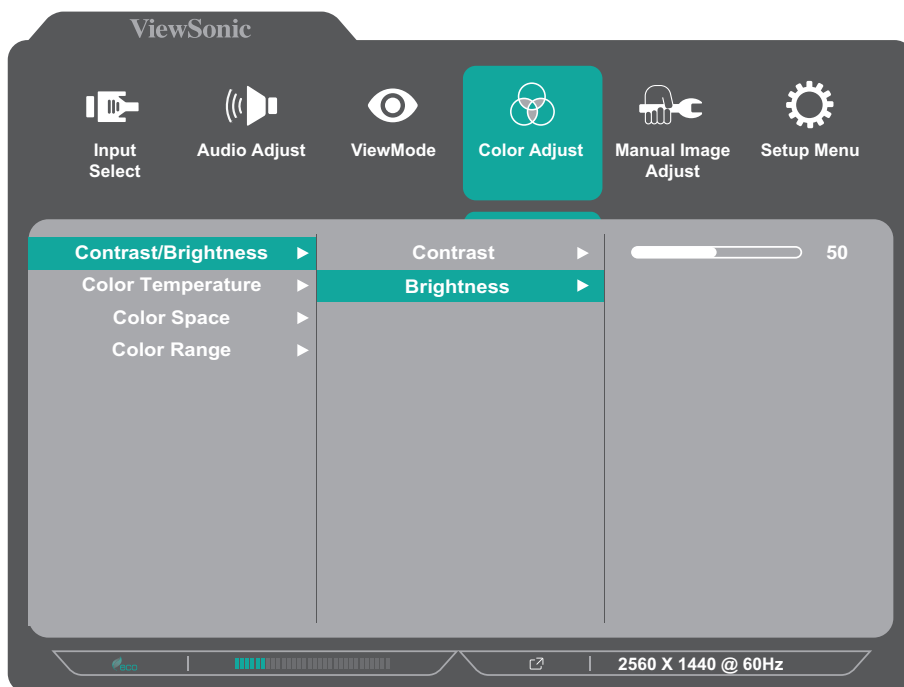 ViewSonic
Input
Select
Audio Adjust
ViewMode
Color Adjust
Manual Image
Adjust
Setup Menu
Contrast/Brightness
Color Temperature
Color Space
Color Range
Contrast
Brightness
50
eco
2560 X 1440 @ 60Hz